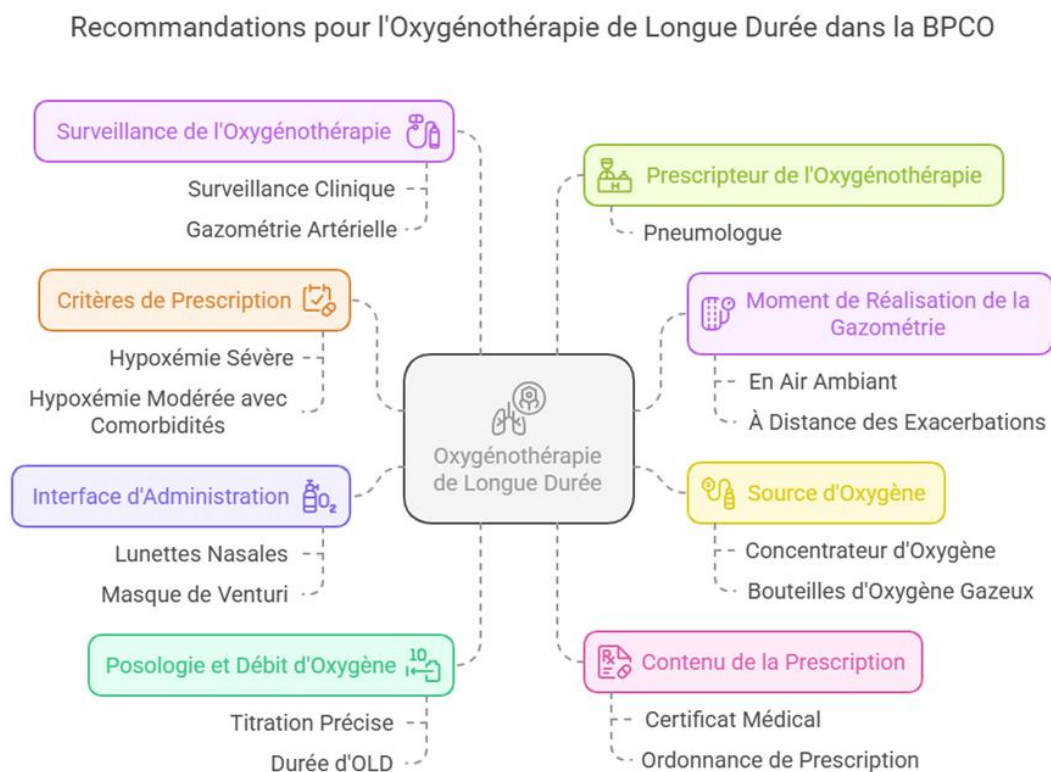 Recommandations pour l'Oxygénothérapie de Longue Durée dans la BPCO
Surveillance de l'Oxygénothérapie
Surveillance Clinique
Gazométrie Artérielle
Critères de Prescription
Hypoxémie Sévère
Hypoxémie Modérée avec
Comorbidités
Interface d'Administration
O2
Lunettes Nasales
Masque de Venturi
Posologie et Débit d'Oxygène
10
Titration Précise
Durée d'OLD
Oxygénothérapie
de Longue Durée
H
Prescripteur de l'Oxygénothérapie
Pneumologue
Moment de Réalisation de la
Gazométrie
En Air Ambiant
À Distance des Exacerbations
Source d'Oxygène
Concentrateur d'Oxygène
Bouteilles d'Oxygène Gazeux
Rx
Contenu de la Prescription
Certificat Médical
Ordonnance de Prescription